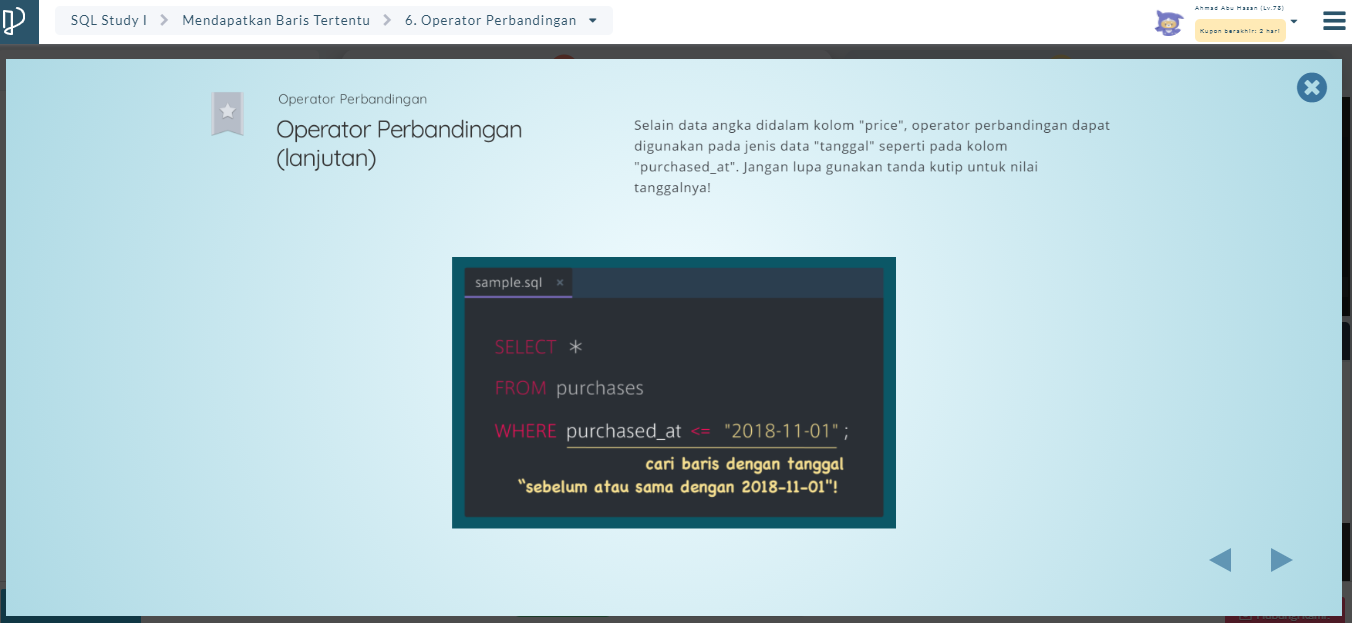 SQL Study I
Mendapatkan Baris Tertentu
6. Operator Perbandingan
Ahmad Abu Hasan (Lv.78)
Kupon berakhir: 2 hari
Operator Perbandingan
Operator Perbandingan
(lanjutan)
Selain data angka didalam kolom "price", operator perbandingan dapat
digunakan pada jenis data "tanggal" seperti pada kolom
"purchased_at". Jangan lupa gunakan tanda kutip untuk nilai
tanggalnya!
sample.sql ×
SELECT *
FROM purchases
WHERE purchased_at <= "2018-11-01" ;
cari baris dengan tanggal
"sebelum atau sama dengan 2018-11-01"!